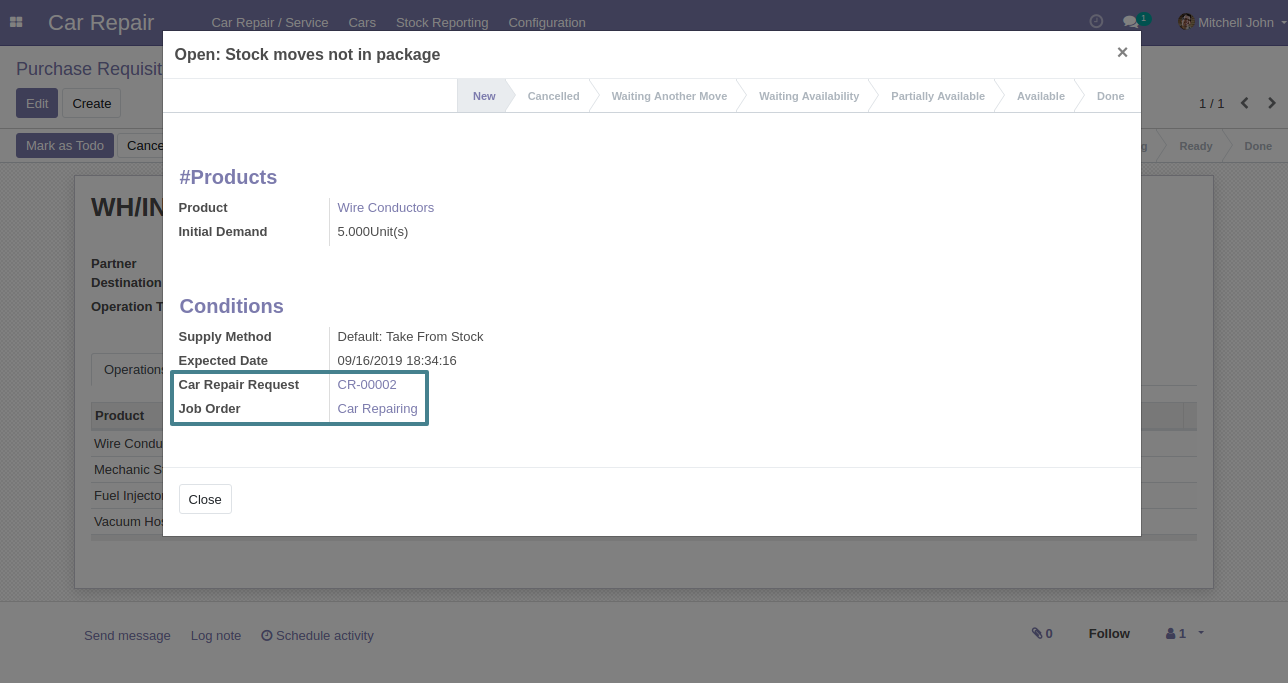 Car Repair Car Repair / Service Cars Stock Reporting Configuration 1 Mitchell John
Open: Stock moves not in package ×
Purchase Requisit
Edit Create
New Cancelled Waiting Another Move Waiting Availability Partially Available Available Done
1 / 1
Mark as Todo Cance
g Ready Done
WH/IN
#Products
Product Wire Conductors
Initial Demand 5.000Unit(s)
Partner
Destination
Operation T
Conditions
Supply Method Default: Take From Stock
Expected Date 09/16/2019 18:34:16
Car Repair Request CR-00002
Job Order Car Repairing
Operations
Product
Wire Condu
Mechanic S
Fuel Injecto
Vacuum Hos
Close
Send message Log note Schedule activity 0 Follow 1